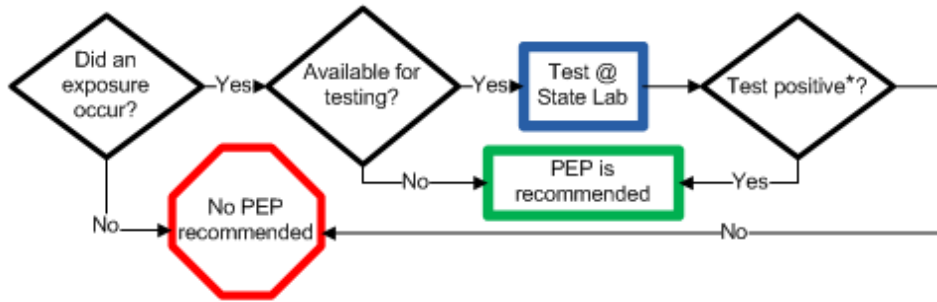 Did an
exposure
occur?
Yes
Available for
testing?
Yes
Test @
State Lab
Test positive*?
No
No PEP
recommended
No
PEP is
recommended
Yes
No